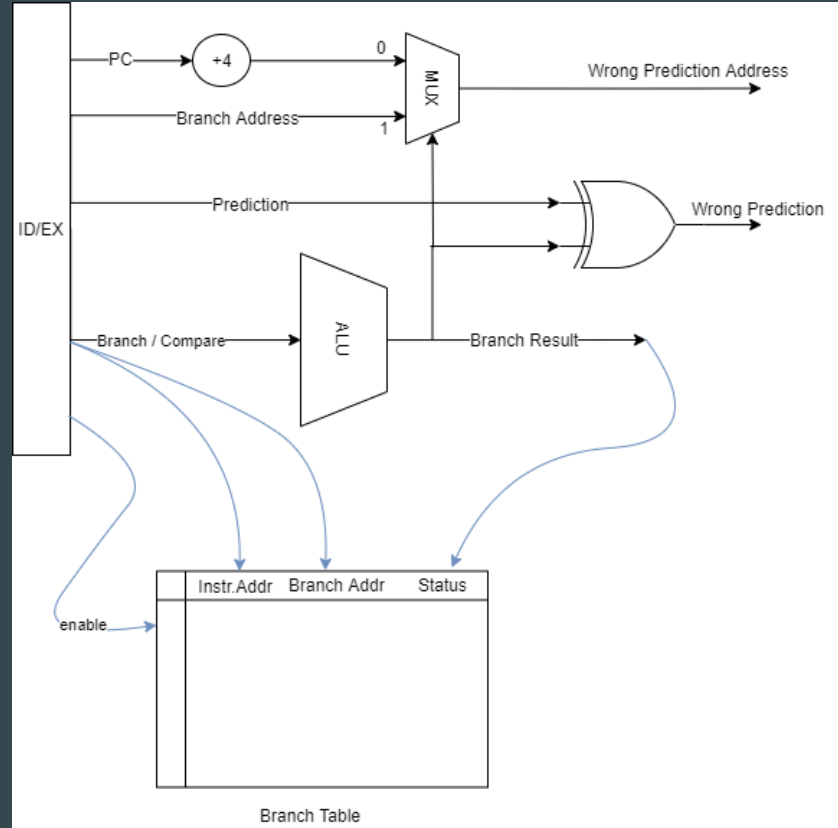 PC
+4
0
MUX
Wrong Prediction Address
Branch Address
1
Prediction
Wrong Prediction
ID/EX
Branch / Compare
ALU
Branch Result
Instr.Addr
Branch Addr
Status
enable
Branch Table